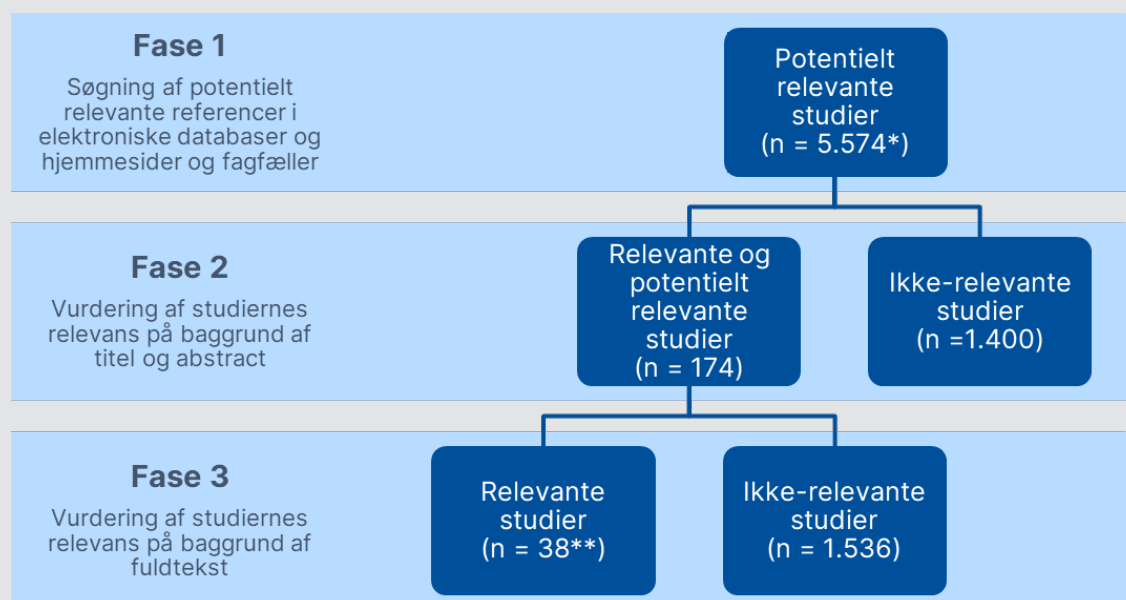 Fase 1
Søgning af potentielt
relevante referencer i
elektroniske databaser og
hjemmesider og fagfæller
Potentielt
relevante
studier
(n = 5.574*)
Fase 2
Vurdering af studiernes
relevans på baggrund af
titel og abstract
Relevante og
potentielt
relevante
studier
(n = 174)
Ikke-relevante
studier
(n =1.400)
Fase 3
Vurdering af studiernes
relevans på baggrund af
fuldtekst
Relevante
studier
(n = 38**)
Ikke-relevante
studier
(n = 1.536)